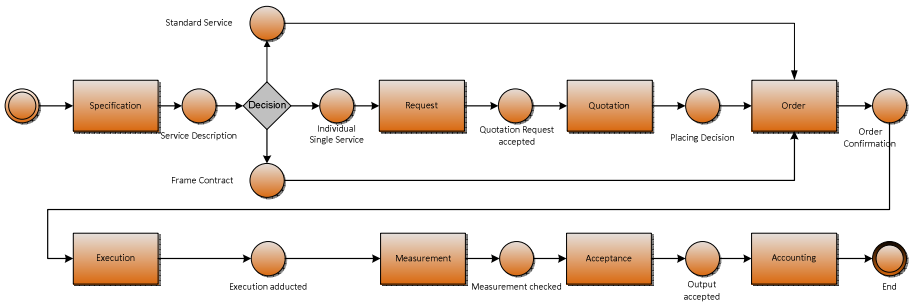 Standard Service
Specification
Service Description
Decision
Individual
Single Service
Request
Quotation Request
accepted
Quotation
Placing Decision
Order
Order
Confirmation
Frame Contract
Execution
Execution adducted
Measurement
Measurement checked
Acceptance
Output
accepted
Accounting
End